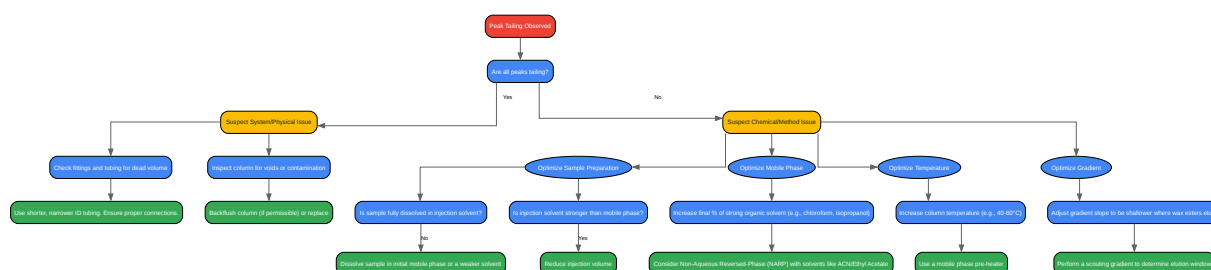 Peak Tailing Observed
Are all peaks tailing?
Yes
No
Suspect System/Physical Issue
Suspect Chemical/Method Issue
Check fittings and tubing for dead volume
Inspect column for voids or contamination
Optimize Sample Preparation
Optimize Mobile Phase
Optimize Temperature
Optimize Gradient
Use shorter, narrower ID tubing. Ensure proper connections.
Backflush column (if permissible) or replace
Is sample fully dissolved in injection solvent?
Is injection solvent stronger than mobile phase?
Increase final % of strong organic solvent (e.g., chloroform, isopropanol)
Increase column temperature (e.g., 40-60°C)
Adjust gradient slope to be shallower where wax esters
No
Yes
Dissolve sample in initial mobile phase or a weaker solvent
Reduce injection volume
Consider Non-Aqueous Reversed-Phase (NARP) with solvents like ACN/Ethyl Acetate
Use a mobile phase pre-heater
Perform a scouting gradient to determine elution window